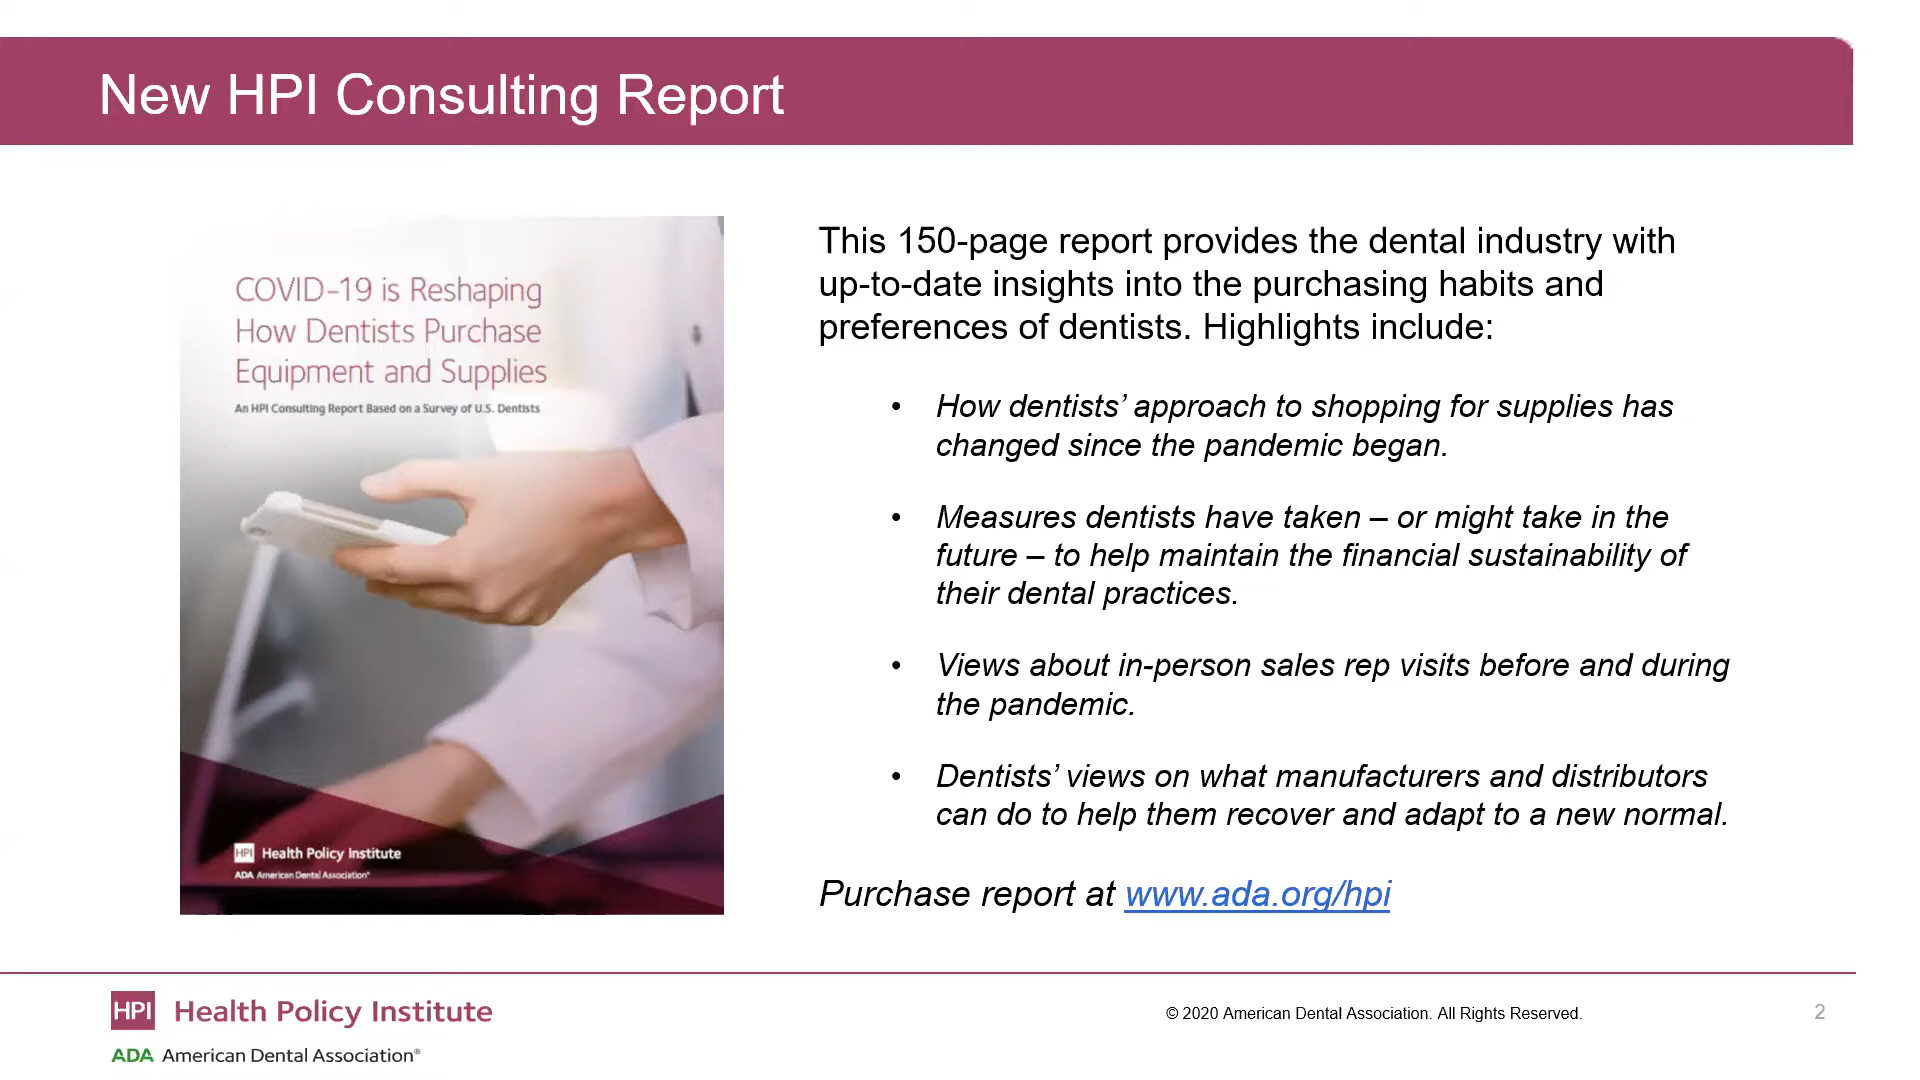 New HPI Consulting Report
COVID-19 is Reshaping
How Dentists Purchase
Equipment and Supplies
An HPI Consulting Report Based on a Survey of U.S. Dentists
HPI Health Policy Institute
ADA American Dental Association®
This 150-page report provides the dental industry with
up-to-date insights into the purchasing habits and
preferences of dentists. Highlights include:
• How dentists’ approach to shopping for supplies has
changed since the pandemic began.
• Measures dentists have taken – or might take in the
future – to help maintain the financial sustainability of
their dental practices.
• Views about in-person sales rep visits before and during
the pandemic.
• Dentists’ views on what manufacturers and distributors
can do to help them recover and adapt to a new normal.
Purchase report at www.ada.org/hpi
HPI Health Policy Institute
ADA American Dental Association®
© 2020 American Dental Association. All Rights Reserved.
2